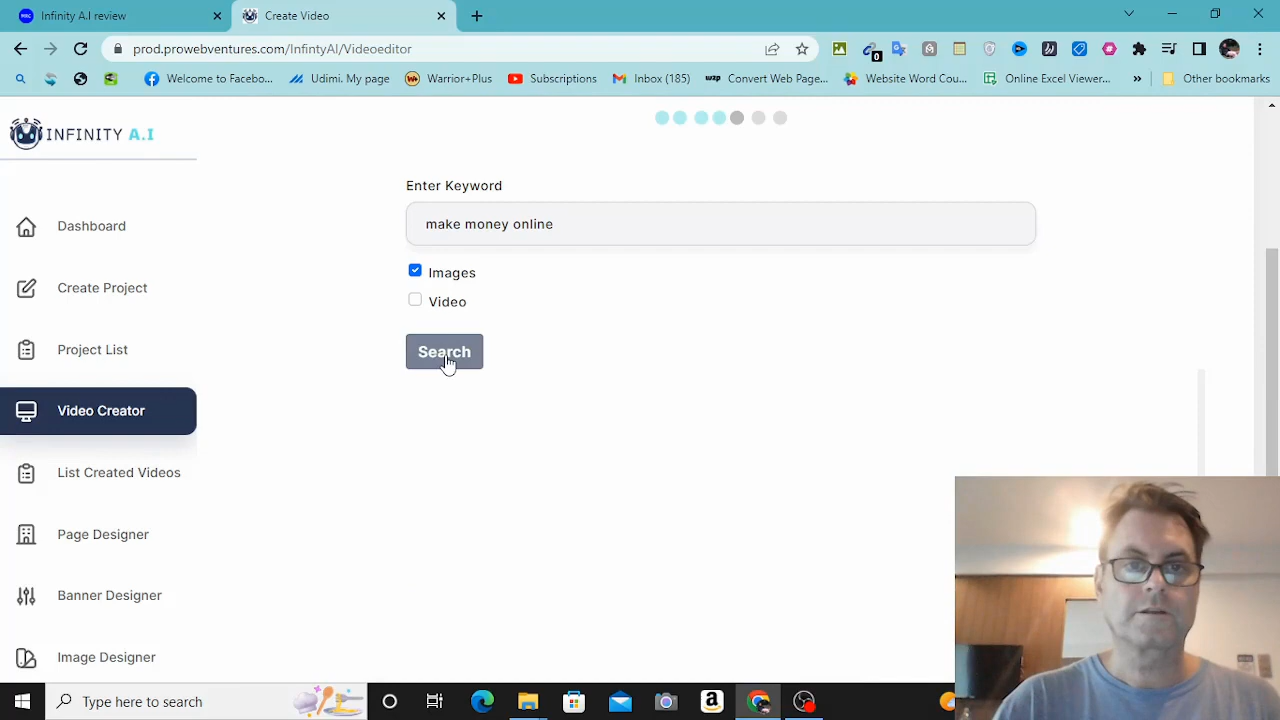 Infinity A.I review
Create Video
prod.prowebventures.com/InfintyAI/Videoeditor
0
Welcome to Facebo...
Udimi. My page
Warrior+Plus
Subscriptions
Inbox (185)
Convert Web Page...
Website Word Cou...
Online Excel Viewer...
Other bookmarks
INFINITY A.I
Enter Keyword
make money online
Images
Video
Search
Dashboard
Create Project
Project List
Video Creator
List Created Videos
Page Designer
Banner Designer
Image Designer
Type here to search